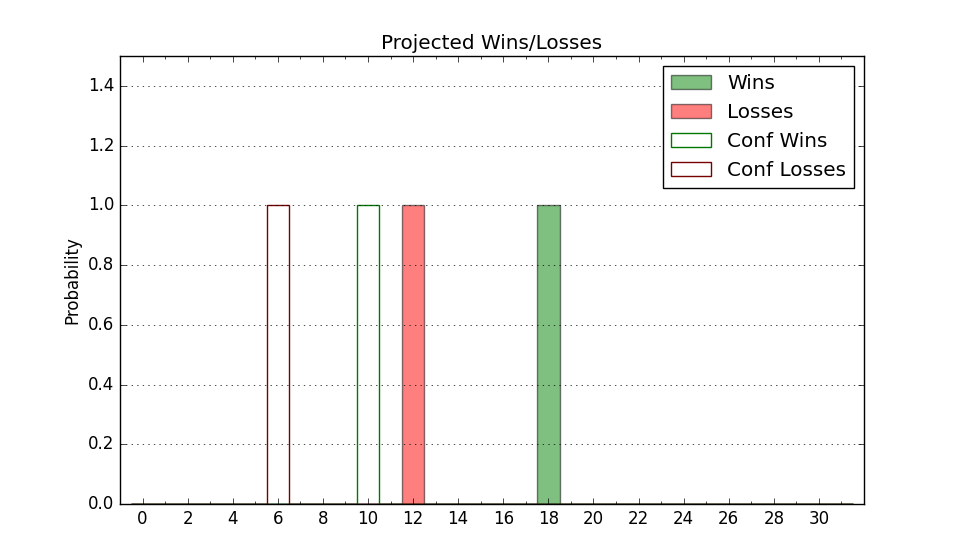 Projected Wins/Losses
Wins
Losses
Conf Wins
Conf Losses
Probability
1.4
1.2
1.0
0.8
0.6
0.4
0.2
0.0
0 2 4 6 8 10 12 14 16 18 20 22 24 26 28 30